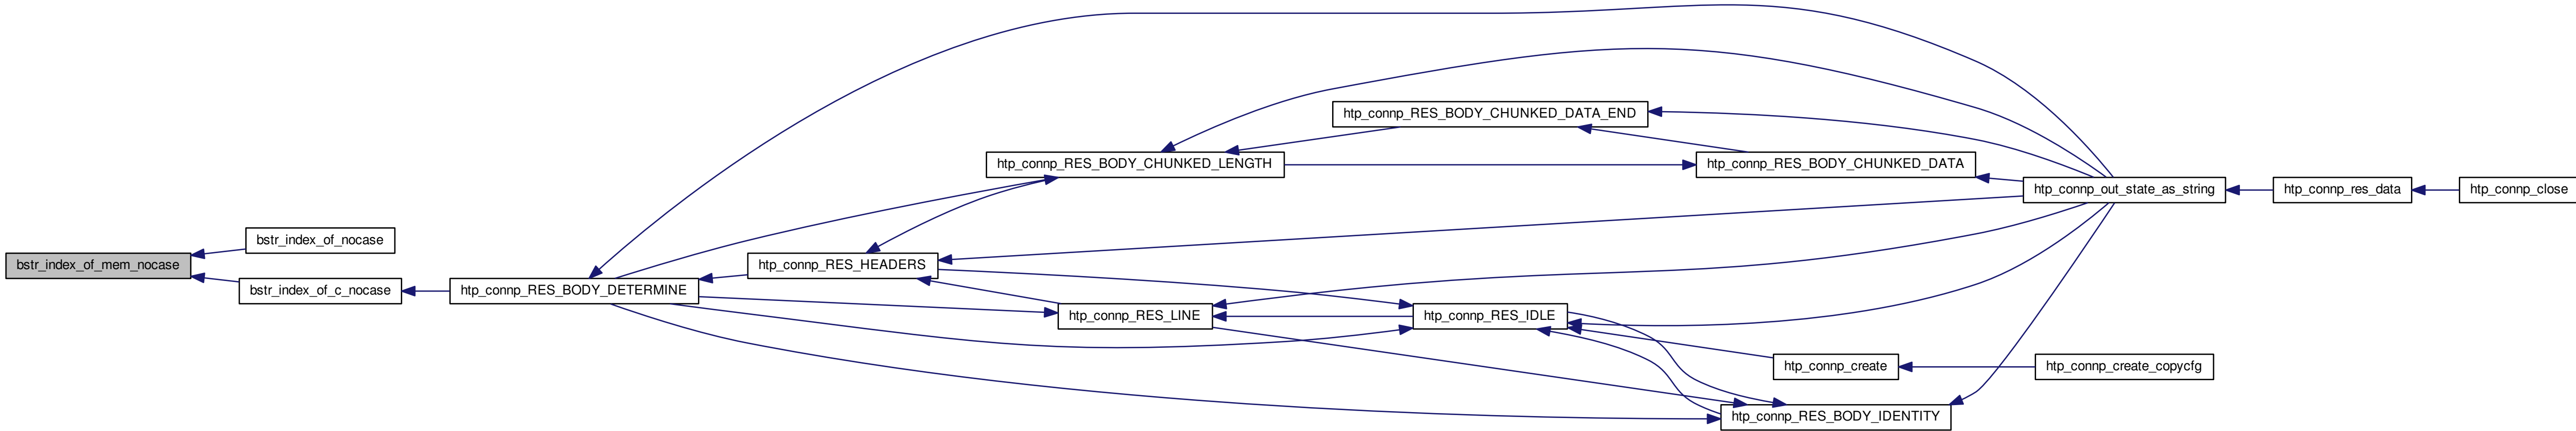 bstr_index_of_mem_nocase
bstr_index_of_nocase
bstr_index_of_c_nocase
htp_connp_RES_BODY_DETERMINE
htp_connp_RES_HEADERS
htp_connp_RES_BODY_CHUNKED_LENGTH
htp_connp_RES_LINE
htp_connp_RES_BODY_CHUNKED_DATA_END
htp_connp_RES_IDLE
htp_connp_RES_BODY_CHUNKED_DATA
htp_connp_create
htp_connp_RES_BODY_IDENTITY
htp_connp_out_state_as_string
htp_connp_create_copycfg
htp_connp_res_data
htp_connp_close